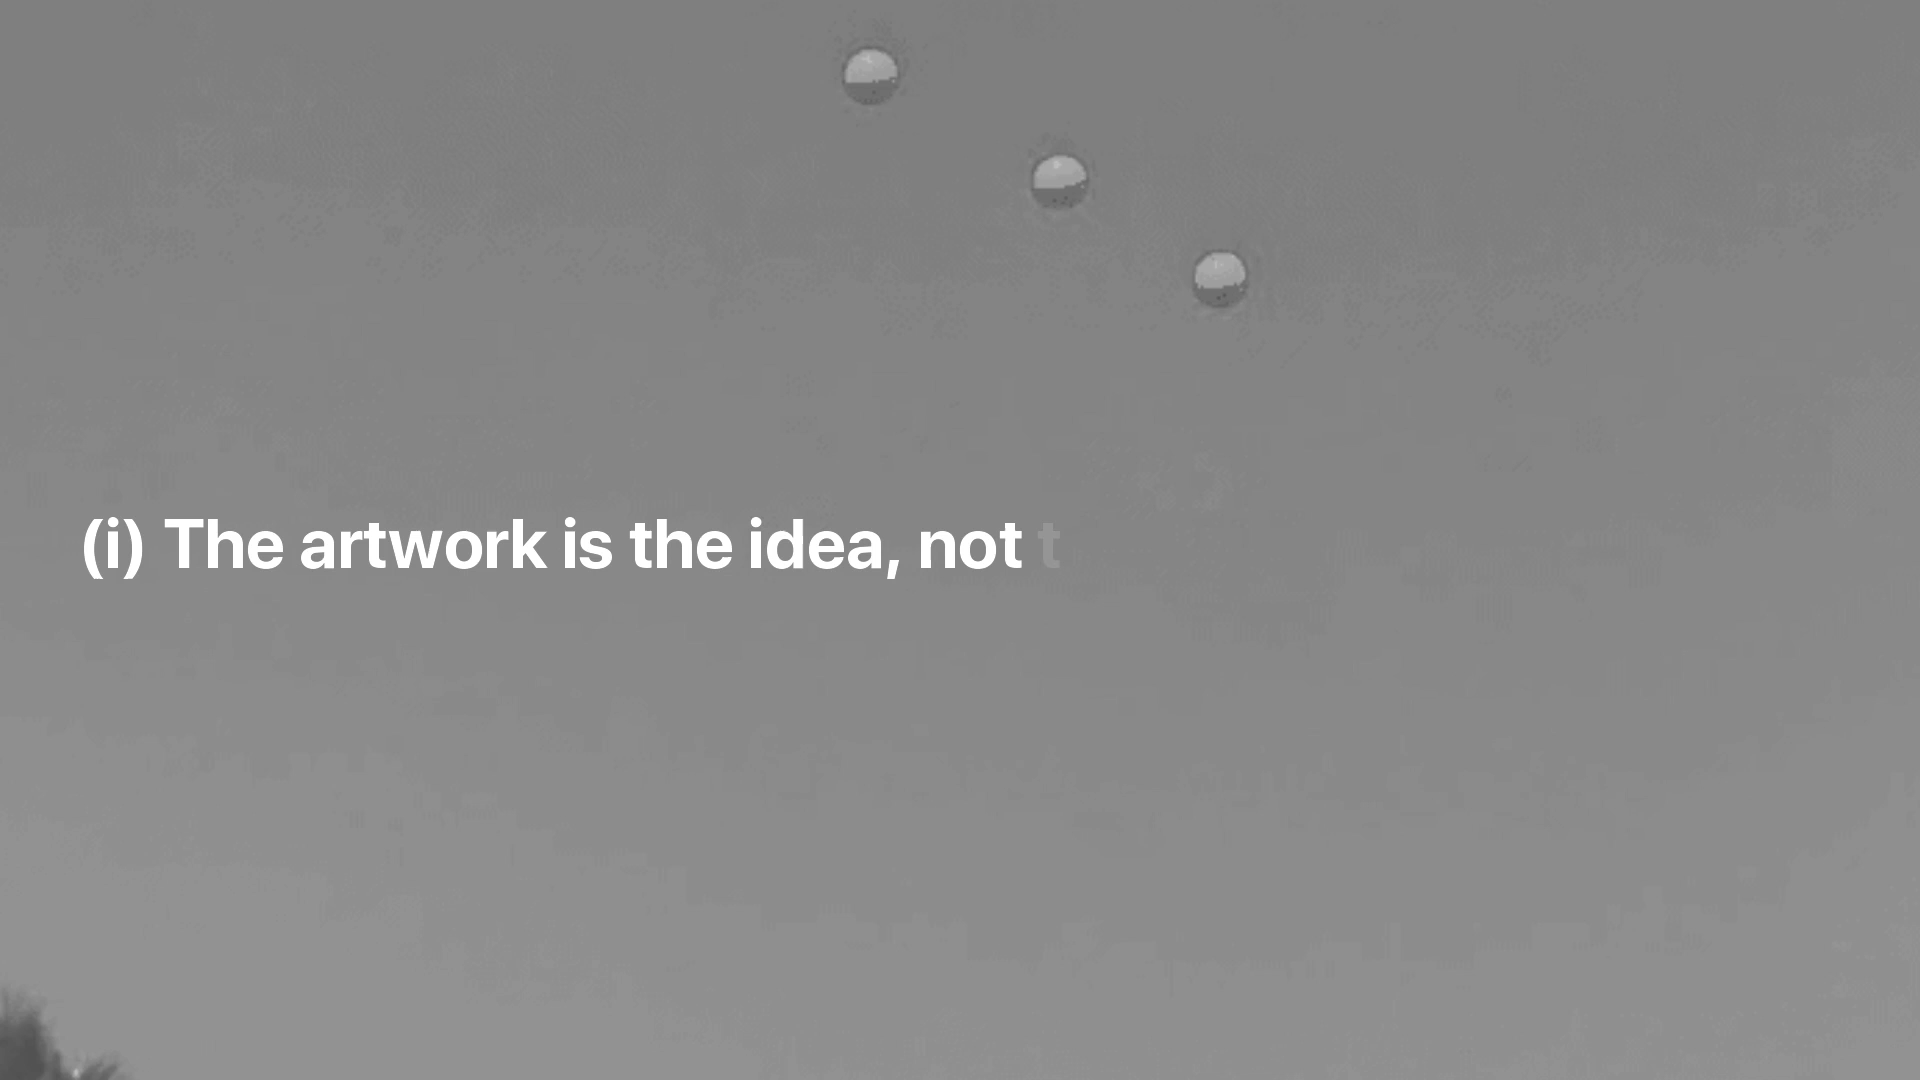 (i) The artwork is the idea, not t